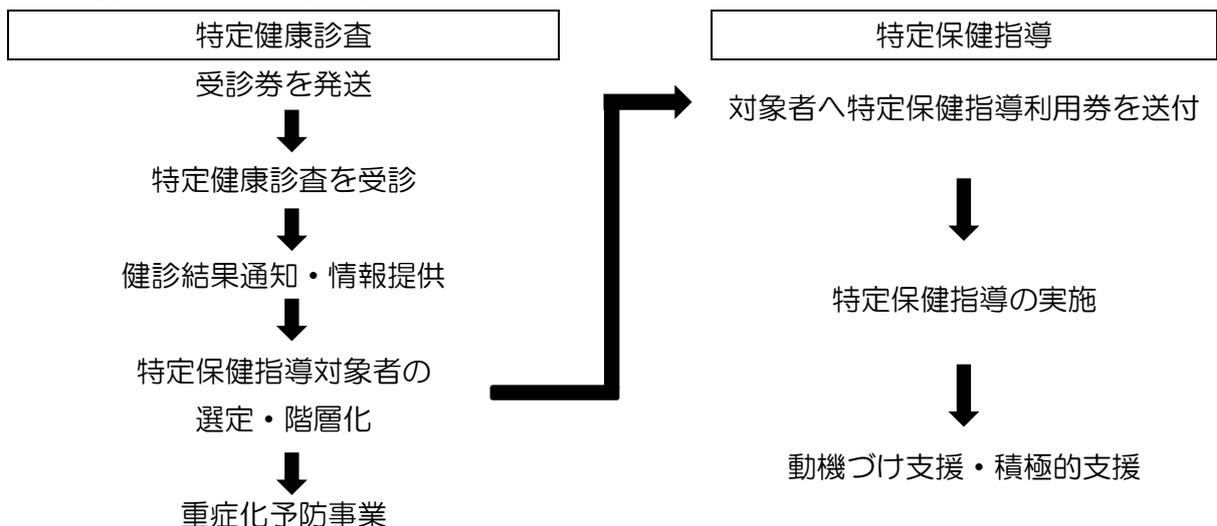 特定健康診査
受診券を発送
特定健康診査を受診
健診結果通知・情報提供
特定保健指導対象者の
選定・階層化
重症化予防事業
特定保健指導
対象者へ特定保健指導利用券を送付
特定保健指導の実施
動機づけ支援・積極的支援